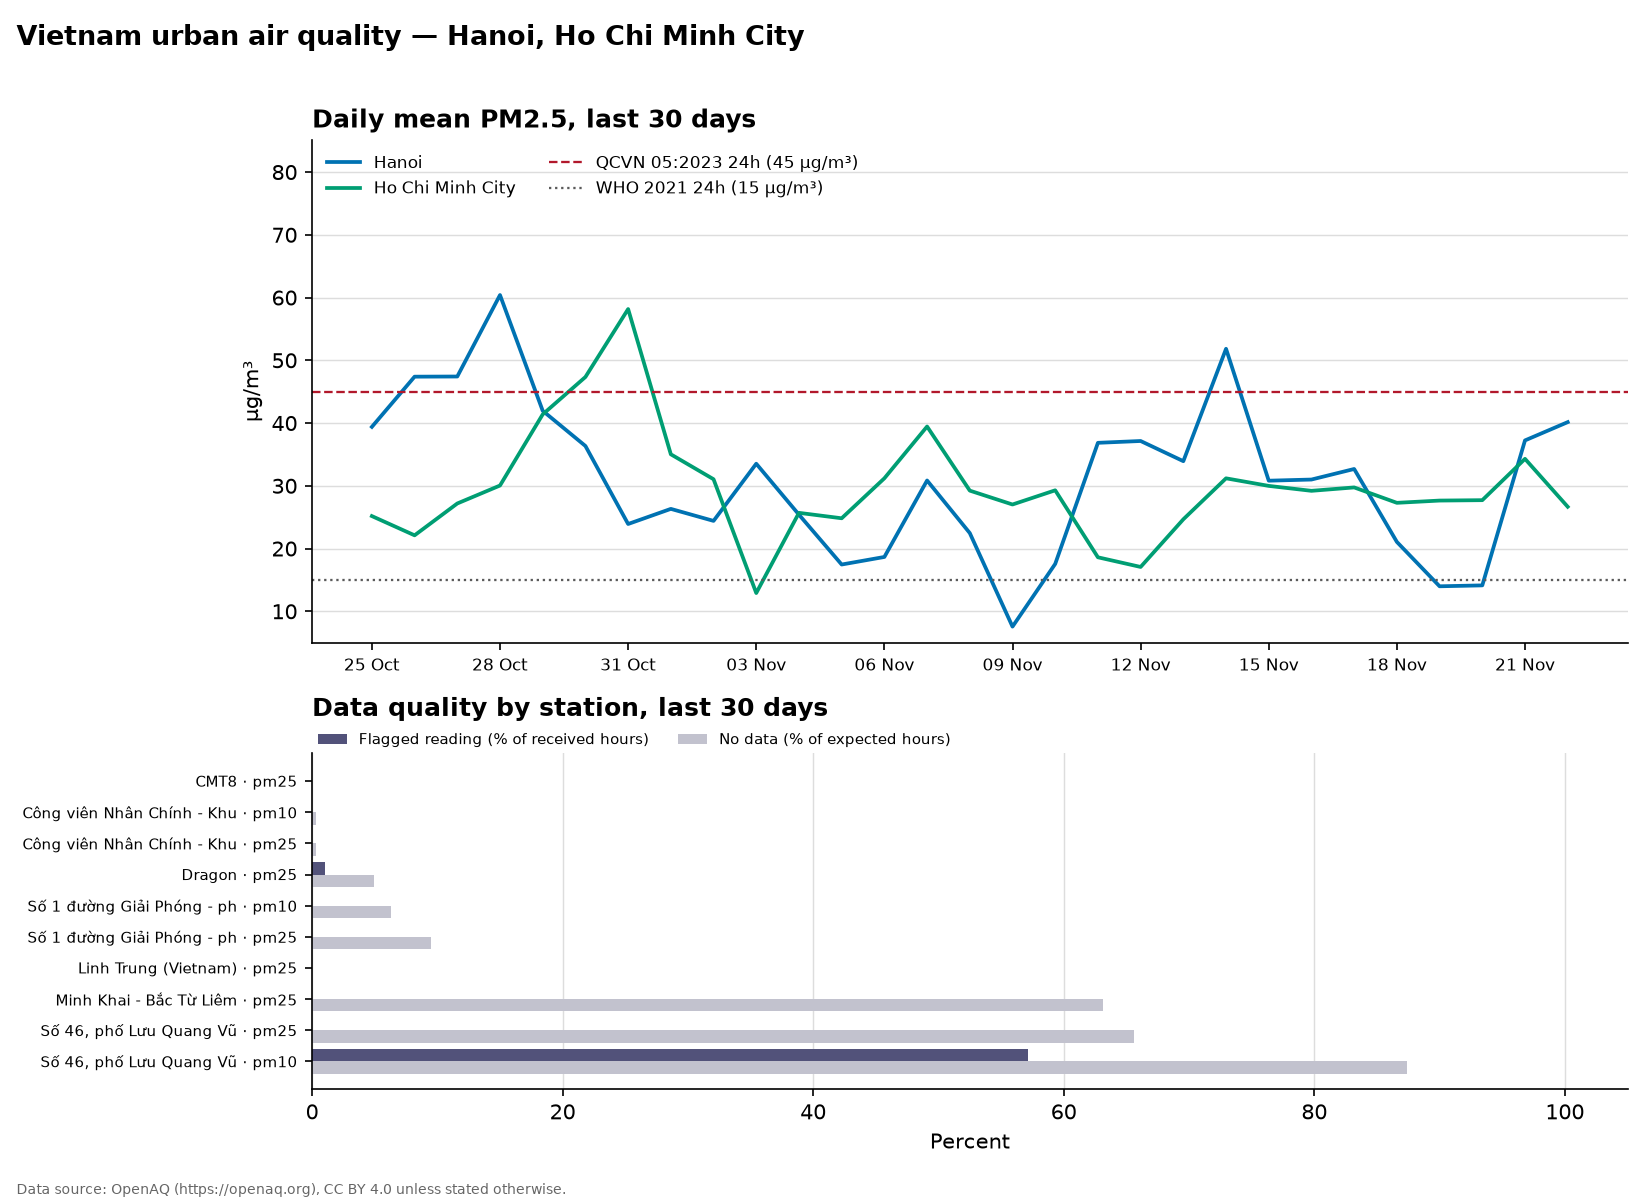 Vietnam urban air quality — Hanoi, Ho Chi Minh City
Daily mean PM2.5, last 30 days
Hanoi
Ho Chi Minh City
QCVN 05:2023 24h (45 µg/m³)
WHO 2021 24h (15 µg/m³)
µg/m³
80
70
60
50
40
30
20
10
25 Oct
28 Oct
31 Oct
03 Nov
06 Nov
09 Nov
12 Nov
15 Nov
18 Nov
21 Nov
Data quality by station, last 30 days
Flagged reading (% of received hours)
No data (% of expected hours)
CMT8 · pm25
Công viên Nhân Chính - Khu · pm10
Công viên Nhân Chính - Khu · pm25
Dragon · pm25
Số 1 đường Giải Phóng - ph · pm10
Số 1 đường Giải Phóng - ph · pm25
Linh Trung (Vietnam) · pm25
Minh Khai - Bắc Từ Liêm · pm25
Số 46, phố Lưu Quang Vũ · pm25
Số 46, phố Lưu Quang Vũ · pm10
0
20
40
60
80
100
Percent
Data source: OpenAQ (https://openaq.org), CC BY 4.0 unless stated otherwise.